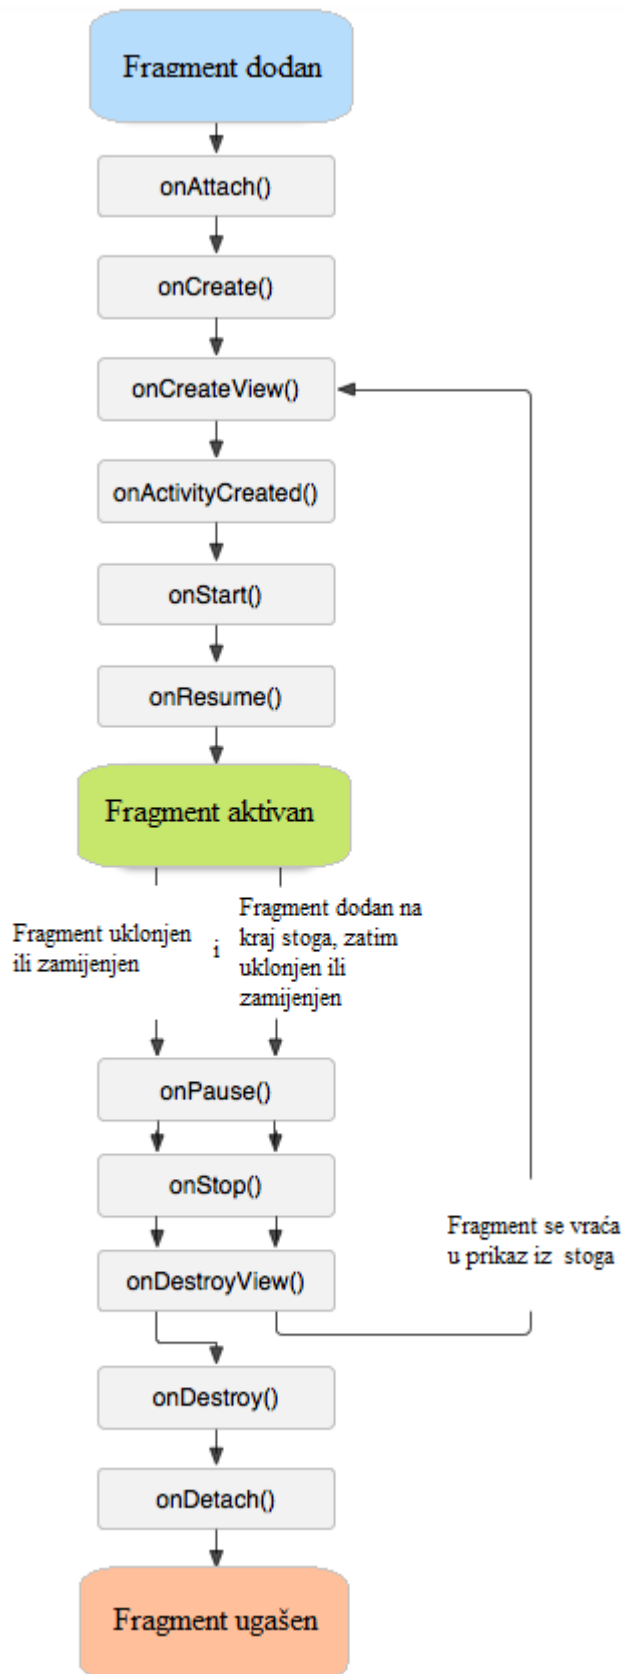 Fragment dodan
onAttach()
onCreate()
onCreateView()
onActivityCreated()
onStart()
onResume()
Fragment aktivan
Fragment uklonjen
ili zamijenjen
i
Fragment dodan na
kraj stoga, zatim
uklonjen ili
zamijenjen
onPause()
onStop()
Fragment se vraća
u prikaz iz stoga
onDestroyView()
onDestroy()
onDetach()
Fragment ugašen